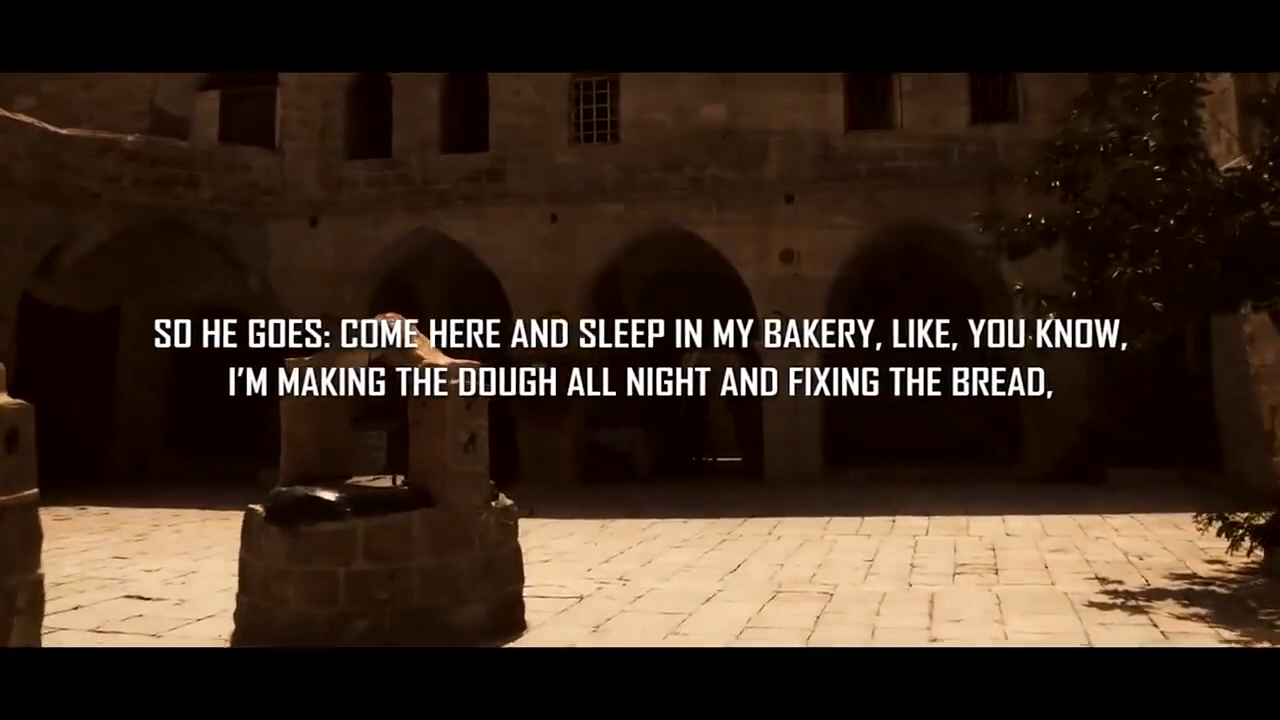 SO HE GOES: COME HERE AND SLEEP IN MY BAKERY, LIKE, YOU KNOW,
I'M MAKING THE DOUGH ALL NIGHT AND FIXING THE BREAD,